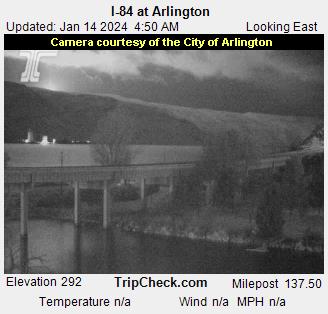 I-84 at Arlington
Updated: Jan 14 2024 4:50 AM Looking East
Camera courtesy of the City of Arlington
Elevation 292 TripCheck.com Milepost 137.50
Temperature n/a Wind n/a MPH n/a